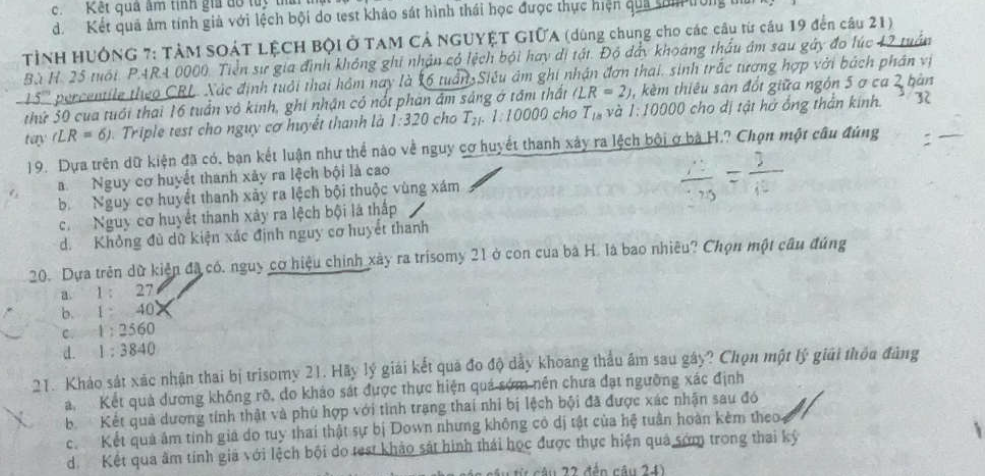 c. Kết quả âm tính giả do tuy thai
d. Kết quả âm tính giả với lệch bội do test khảo sát hình thái học được thực hiện quá sớm trong
TÌNH HUỐNG 7: TẦM SOÁT LỆCH BỘI Ở TAM CÁ NGUYỆT GIỮA (dùng chung cho các câu từ câu 19 đến câu 21)
Bà H. 25 tuổi. PARA 0000. Tiền sử gia đình không ghi nhận có lệch bội hay dị tật. Độ dầy khoảng thấu âm sau gáy đo lúc 12 tuần
15th percentile theo CRL. Xác định tuổi thai hôm nay là 16 tuần. Siêu âm ghi nhận đơn thai, sinh trắc tương hợp với bách phân vị
thứ 50 của tuổi thai 16 tuần vô kinh, ghi nhận có nốt phản âm sáng ở tâm thất (LR = 2), kèm thiểu sản đốt giữa ngón 5 ở cả 2 bàn
tay (LR = 6). Triple test cho nguy cơ huyết thanh là 1:320 cho T21, 1:10000 cho T18 và 1:10000 cho dị tật hở ống thần kinh.
32
19. Dựa trên dữ kiện đã có, bạn kết luận như thế nào về nguy cơ huyết thanh xảy ra lệch bội ở bà H.? Chọn một câu đúng
a. Nguy cơ huyết thanh xảy ra lệch bội là cao
b. Nguy cơ huyết thanh xảy ra lệch bội thuộc vùng xám
c. Nguy cơ huyết thanh xảy ra lệch bội là thấp
d. Không đủ dữ kiện xác định nguy cơ huyết thanh
20. Dựa trên dữ kiện đã có, nguy cơ hiệu chỉnh xảy ra trisomy 21 ở con của bà H. là bao nhiêu? Chọn một câu đúng
a. 1 : 27
b. 1 : 40
c. 1 : 2560
d. 1 : 3840
21. Khảo sát xác nhận thai bị trisomy 21. Hãy lý giải kết quả đo độ dầy khoảng thấu âm sau gáy? Chọn một lý giải thỏa đáng
a. Kết quả dương không rõ, do khảo sát được thực hiện quá sớm nên chưa đạt ngưỡng xác định
b. Kết quả dương tính thật và phù hợp với tình trạng thai nhi bị lệch bội đã được xác nhận sau đó
c. Kết quả âm tính giả do tuy thai thật sự bị Down nhưng không có dị tật của hệ tuần hoàn kèm theo
d. Kết quả âm tính giả với lệch bội do test khảo sát hình thái học được thực hiện quá sớm trong thai kỳ
câu từ câu 22 đến câu 24)